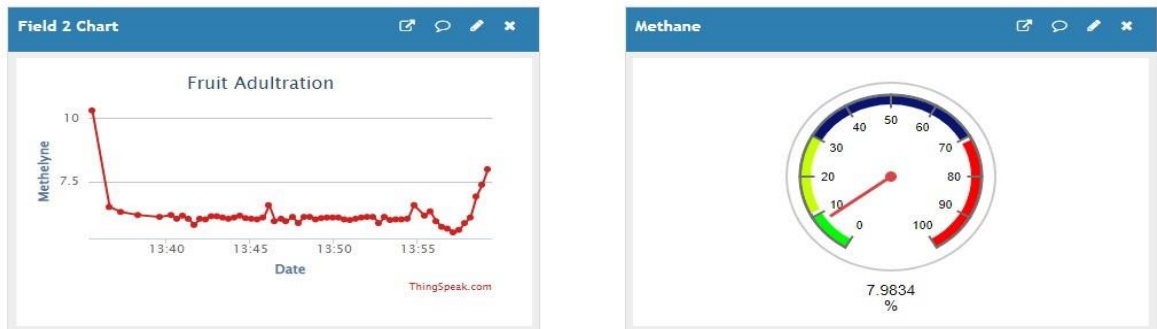 Field 2 Chart
Fruit Adultration
Methelyne
10
7.5
13:40 13:45 13:50 13:55
Date
ThingSpeak.com
Methane
0
10
20
30
40
50
60
70
80
90
100
7.9834
%